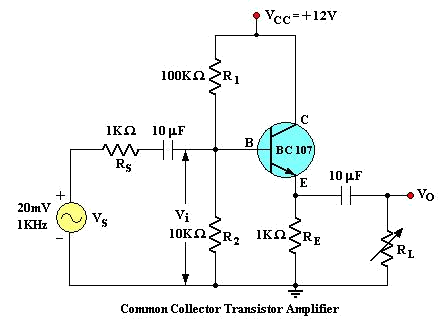 VCC=+12V
100KΩ R1
C
1KΩ 10 µF
B
BC 107
RS
E
10 µF
VO
20mV
1KHz
+
VS
−
Vi
10KΩ R2
1KΩ RE
RL
Common Collector Transistor Amplifier